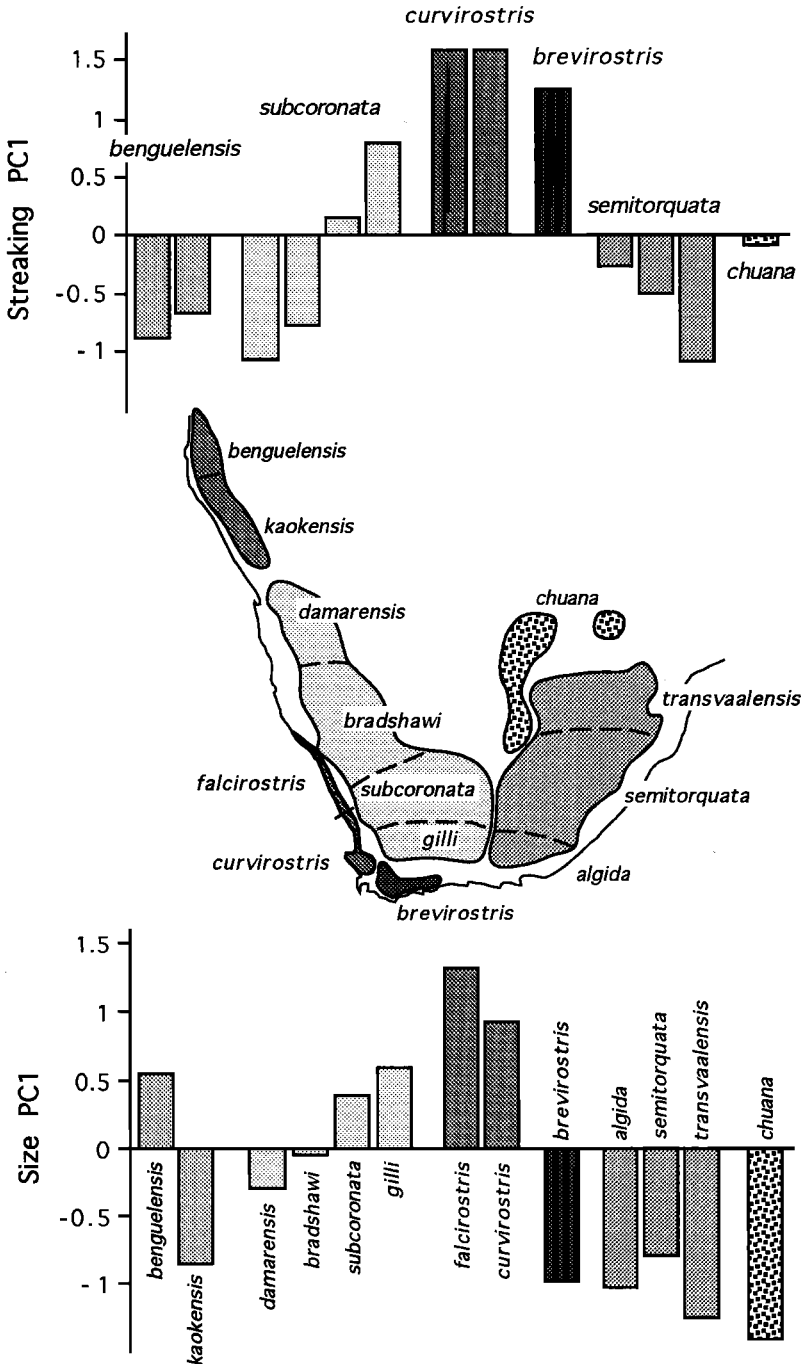 curvirostris
brevirostris
subcoronata
benguelensis
semitorquata
chuana
Streaking PC1
1.5
1
0.5
0
-0.5
- 1
benguelensis
kaokensis
damarensis
chuana
transvaalensis
bradshawi
falcirostris
subcoronata
semitorquata
gilli
curvirostris
algida
brevirostris
Size PC1
1.5
1
0.5
0
-0.5
-1
benguelensis
kaokensis
damarensis
bradshawi
subcoronata
gilli
falcirostris
curvirostris
brevirostris
algida
semitorquata
transvaalensis
chuana